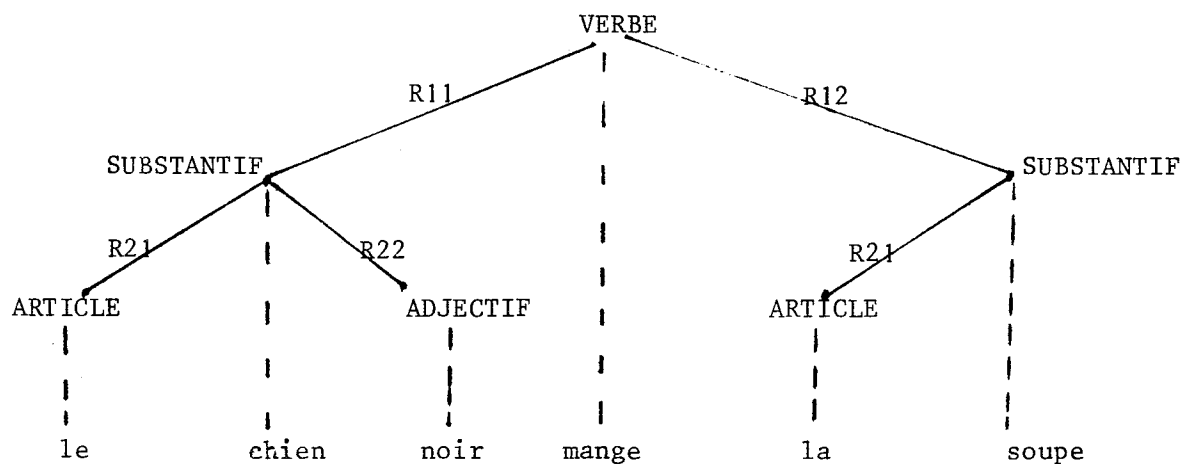 VERBE
R11 R12
SUBSTANTIF SUBSTANTIF
R21 R22 R21
ARTICLE ADJECTIF ARTICLE
le chien noir mange la soupe